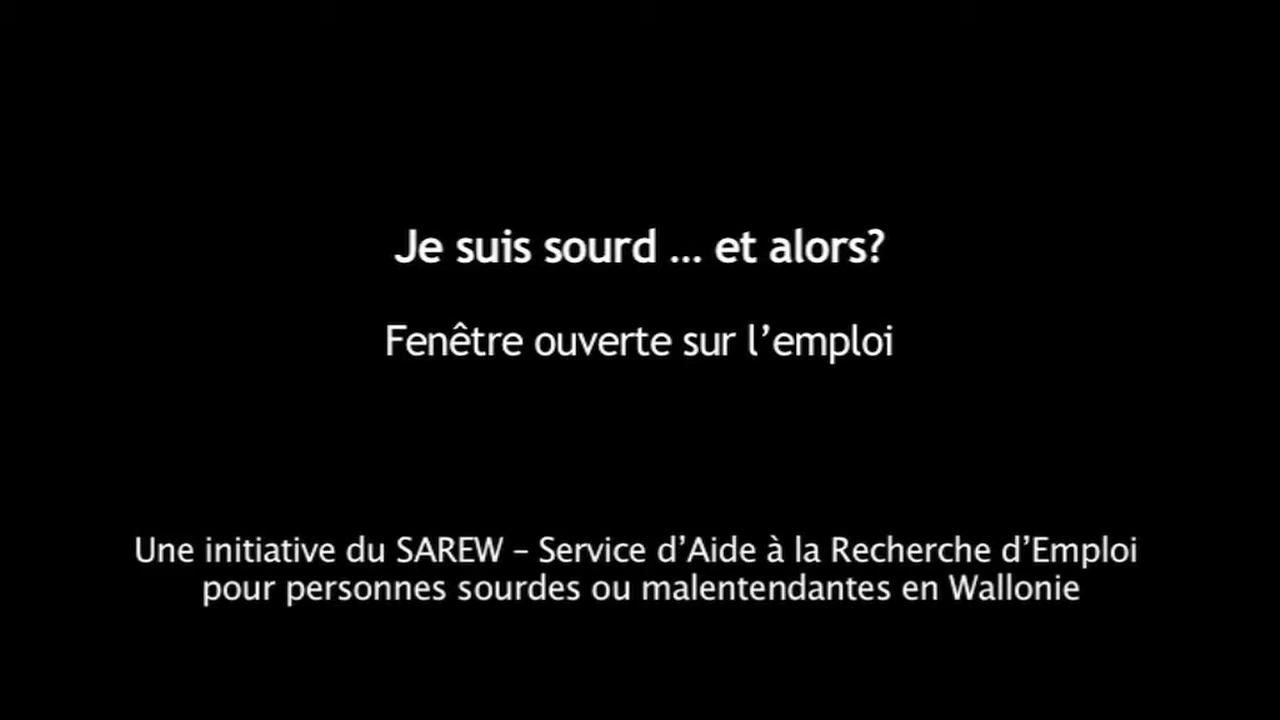 Je suis sourd ... et alors?
Fenêtre ouverte sur l’emploi
Une initiative du SAREW – Service d’Aide à la Recherche d’Emploi
pour personnes sourdes ou malentendantes en Wallonie